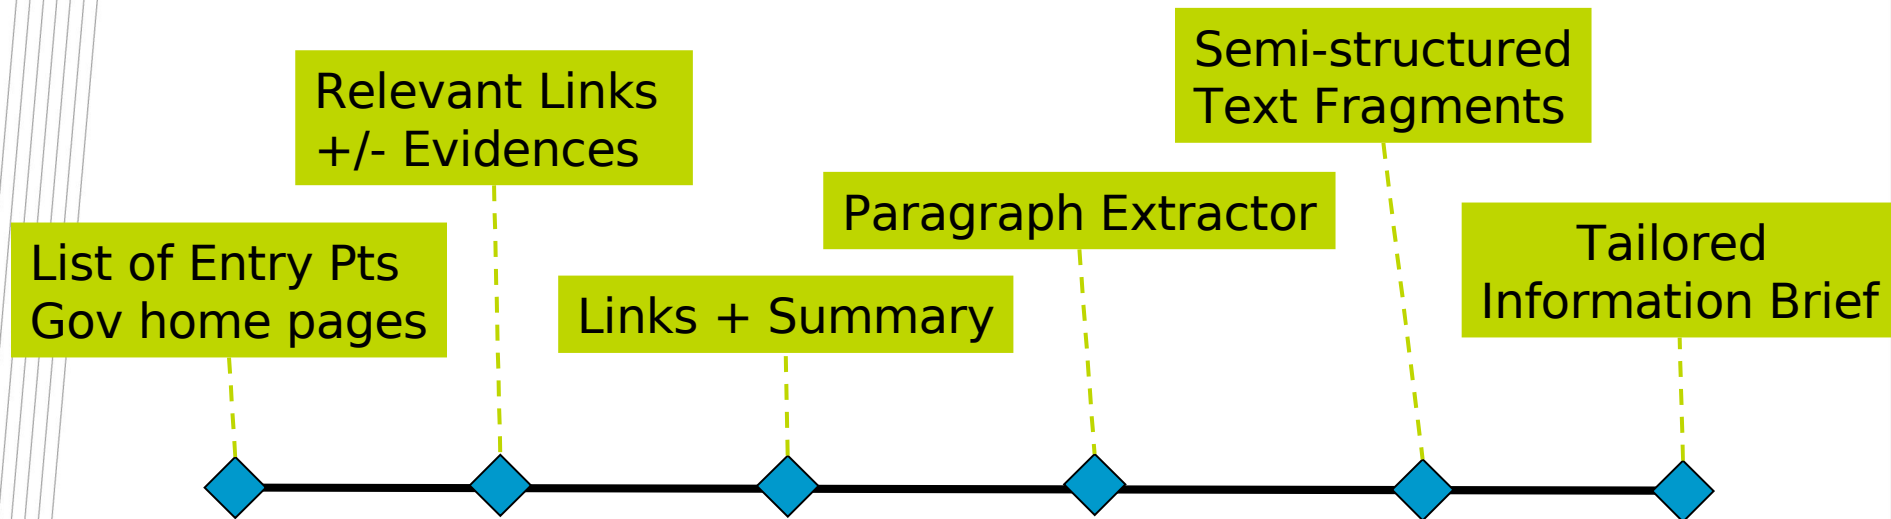 List of Entry Pts
Gov home pages
Relevant Links
+/- Evidences
Links + Summary
Paragraph Extractor
Semi-structured
Text Fragments
Tailored
Information Brief